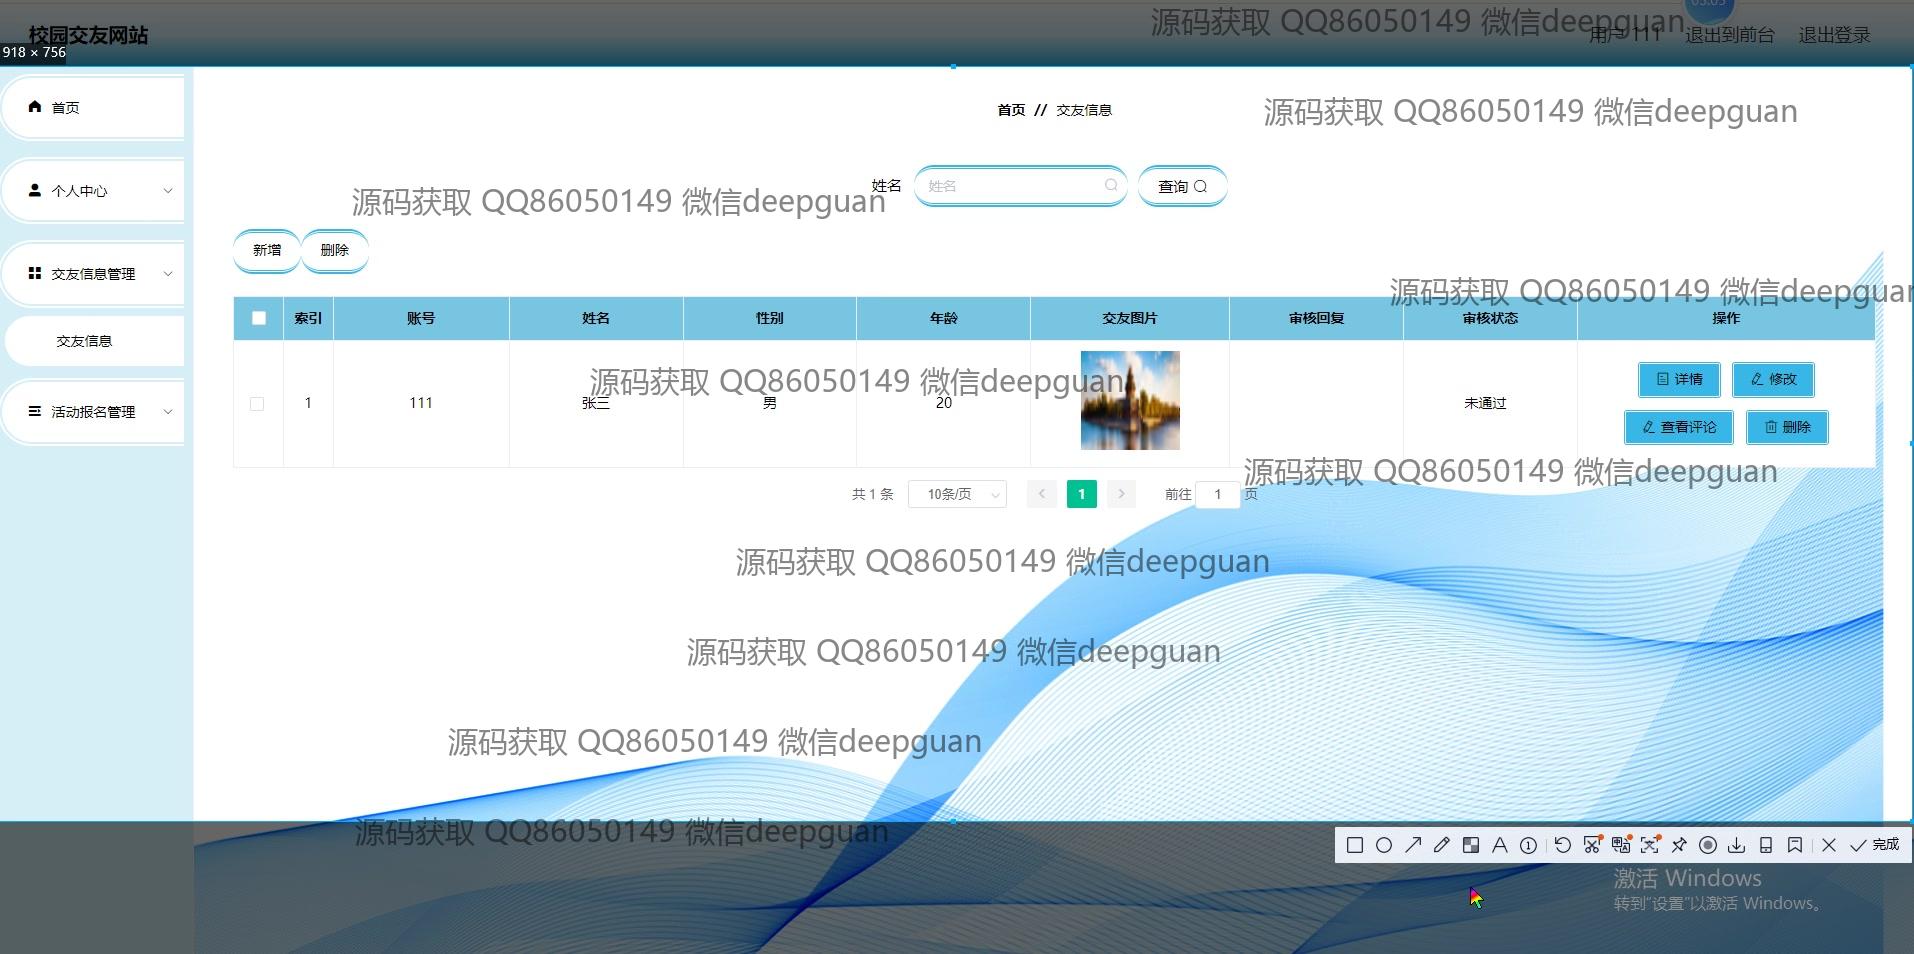 03:03
源码获取 QQ86050149 微信deepguan
校园交友网站
用户 111 退出到前台 退出登录
918 × 756
首页
首页 // 交友信息
源码获取 QQ86050149 微信deepguan
个人中心
姓名 姓名 查询
源码获取 QQ86050149 微信deepguan
新增 删除
交友信息管理
源码获取 QQ86050149 微信deepguan
索引 账号 姓名 性别 年龄 交友图片 审核回复 审核状态 操作
交友信息
源码获取 QQ86050149 微信deepguan
详情 修改
1 111 张三 男 20 未通过
活动报名管理
查看评论 删除
源码获取 QQ86050149 微信deepguan
共 1 条 10条/页 1 前往 1 页
源码获取 QQ86050149 微信deepguan
源码获取 QQ86050149 微信deepguan
源码获取 QQ86050149 微信deepguan
源码获取 QQ86050149 微信deepguan
完成
激活 Windows
转到“设置”以激活 Windows。